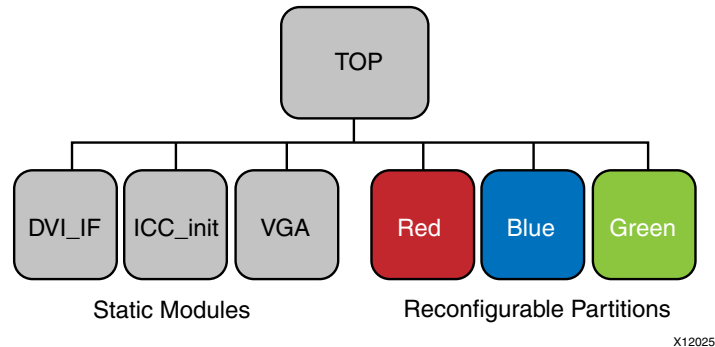 TOP
DVI_IF
ICC_init
VGA
Red
Blue
Green
Static Modules
Reconfigurable Partitions
X12025